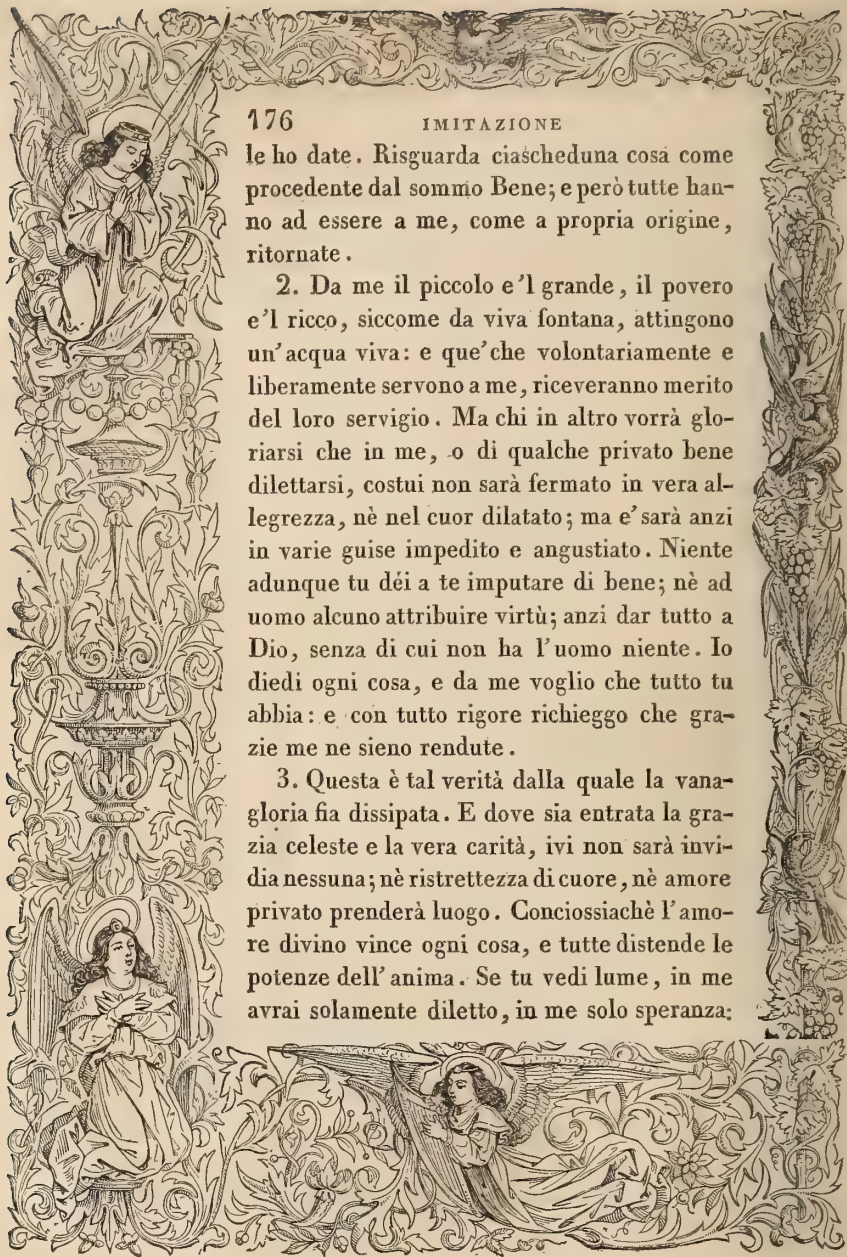 176 IMITAZIONE
le ho date. Risguarda ciascheduna cosa come
procedente dal sommo Bene; e però tutte han-
no ad essere a me, come a propria origine,
ritornate.
2. Da me il piccolo e'l grande, il povero
e'l ricco, siccome da viva fontana, attingono
un'acqua viva: e que'che volontariamente e
liberamente servono a me, riceveranno merito
del loro servigio. Ma chi in altro vorrà glo-
riarsi che in me, o di qualche privato bene
dilettarsi, costui non sarà fermato in vera al-
legrezza, nè nel cuor dilatato; ma e'sarà anzi
in varie guise impedito e angustiato. Niente
adunque tu déi a te imputare di bene; nè ad
uomo alcuno attribuire virtù; anzi dar tutto a
Dio, senza di cui non ha l'uomo niente. Io
diedi ogni cosa, e da me voglio che tutto tu
abbia: e con tutto rigore richieggo che gra-
zie me ne sieno rendute.
3. Questa è tal verità dalla quale la vana-
gloria fia dissipata. E dove sia entrata la gra-
zia celeste e la vera carità, ivi non sarà invi-
dia nessuna; nè ristrettezza di cuore, nè amore
privato prenderà luogo. Conciossiachè l'amo-
re divino vince ogni cosa, e tutte distende le
potenze dell'anima. Se tu vedi lume, in me
avrai solamente diletto, in me solo speranza: